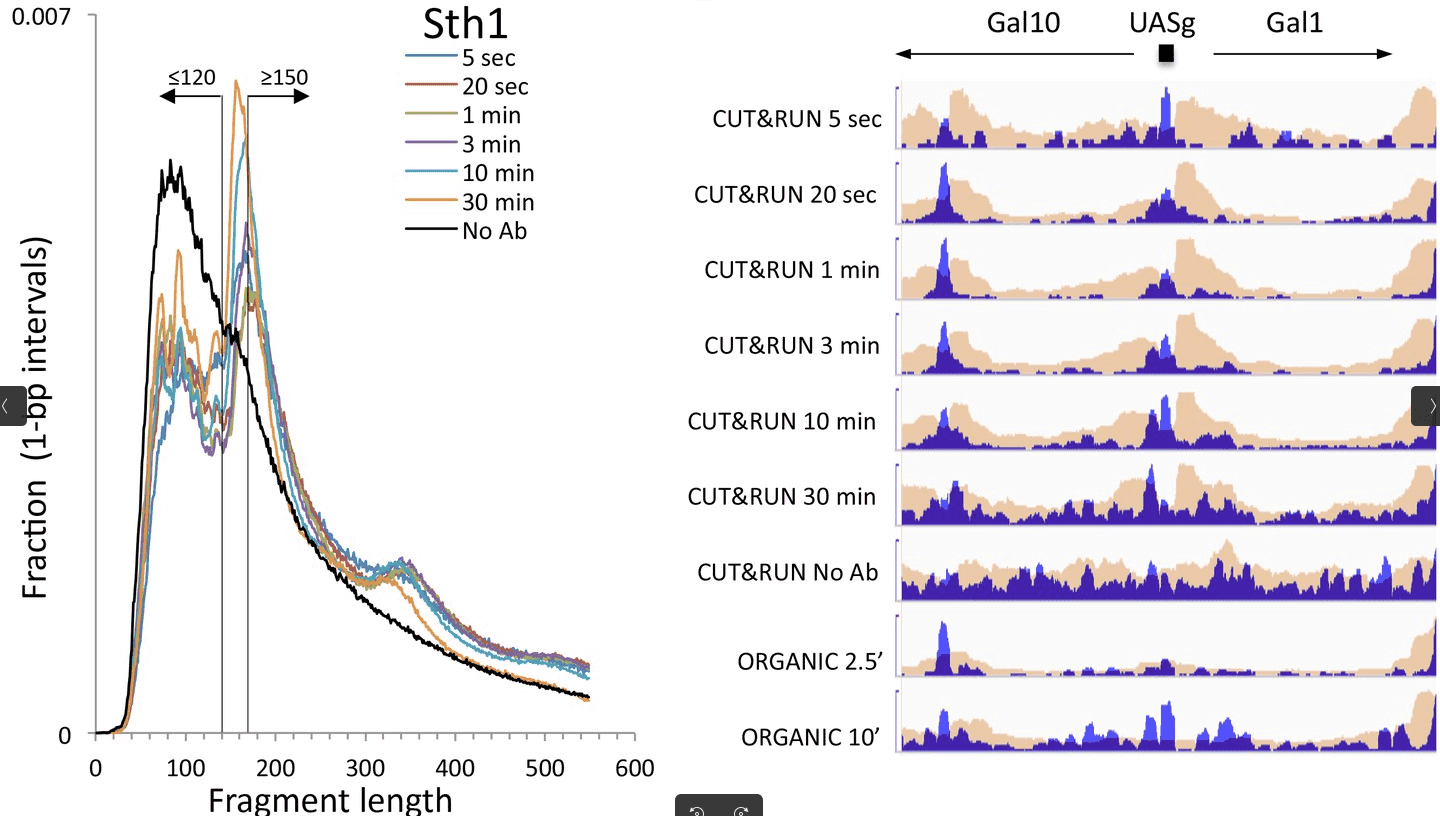 0.007
Sth1
≤120
≥150
5 sec
20 sec
1 min
3 min
10 min
30 min
No Ab
Fraction (1-bp intervals)
0
0 100 200 300 400 500 600
Fragment length
Gal10 UASg Gal1
CUT&RUN 5 sec
CUT&RUN 20 sec
CUT&RUN 1 min
CUT&RUN 3 min
CUT&RUN 10 min
CUT&RUN 30 min
CUT&RUN No Ab
ORGANIC 2.5’
ORGANIC 10’